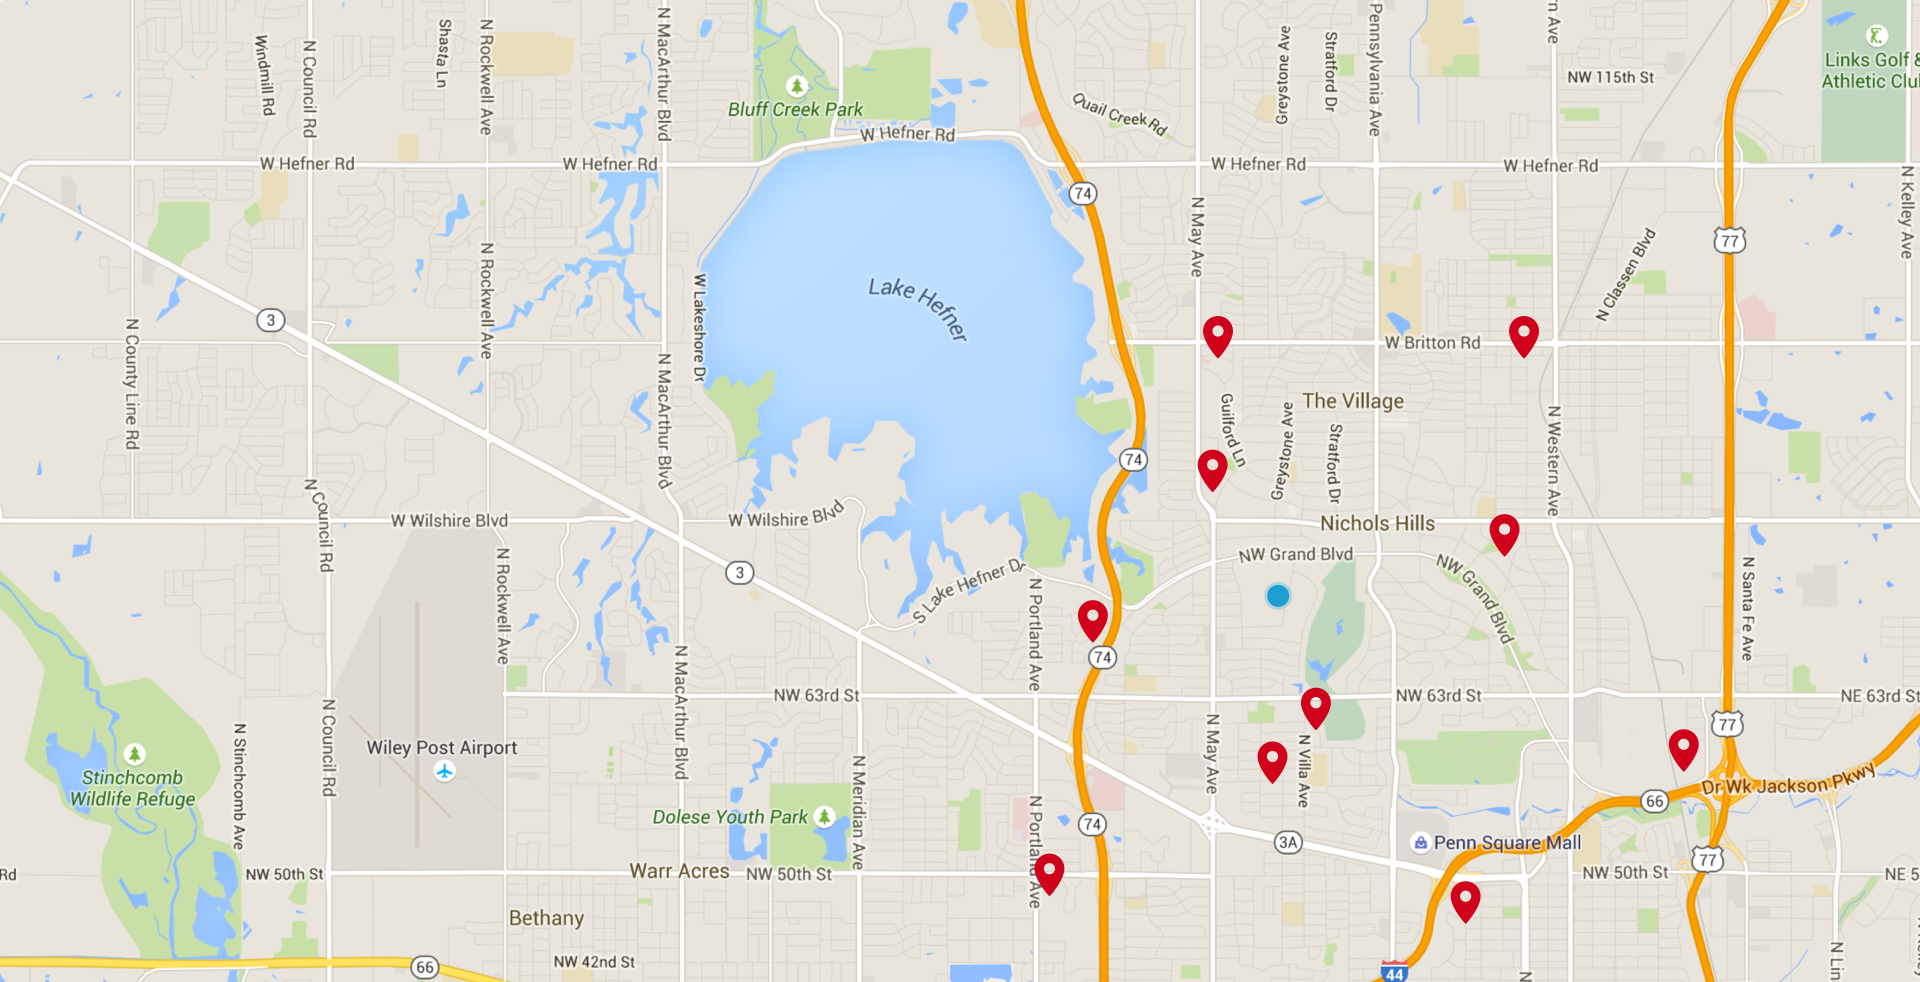 Shasta Ln
N Rockwell Ave
N MacArthur Blvd
Pennsylvania Ave
rn Ave
Windmill Rd
N Council Rd
Greystone Ave
Stratford Dr
Links Golf &
Athletic Clu
NW 115th St
Bluff Creek Park
Quail Creek Rd
W Hefner Rd
W Hefner Rd
W Hefner Rd
W Hefner Rd
W Hefner Rd
N Kelley Ave
74
N May Ave
N Classen Blvd
77
N Rockwell Ave
W Lakeshore Dr
Lake Hefner
3
N County Line Rd
W Britton Rd
N MacArthur Blvd
The Village
Guilford Ln
Greystone Ave
Stratford Dr
N Western Ave
74
N Council Rd
W Wilshire Blvd
W Wilshire Blvd
Nichols Hills
NW Grand Blvd
NW Grand Blvd
N Rockwell Ave
3
S Lake Hefner Dr
N Portland Ave
N Santa Fe Ave
74
N MacArthur Blvd
NW 63rd St
NW 63rd St
NE 63rd St
N Council Rd
N Stinchcomb Ave
Wiley Post Airport
N May Ave
N Villa Ave
77
Stinchcomb
Wildlife Refuge
N Meridian Ave
Dr Wk Jackson Pkwy
66
Dolese Youth Park
N Portland Ave
74
3A
Penn Square Mall
77
Rd
NW 50th St
Warr Acres
NW 50th St
NW 50th St
NE 5
Bethany
NW 42nd St
66
44
N
N Lin